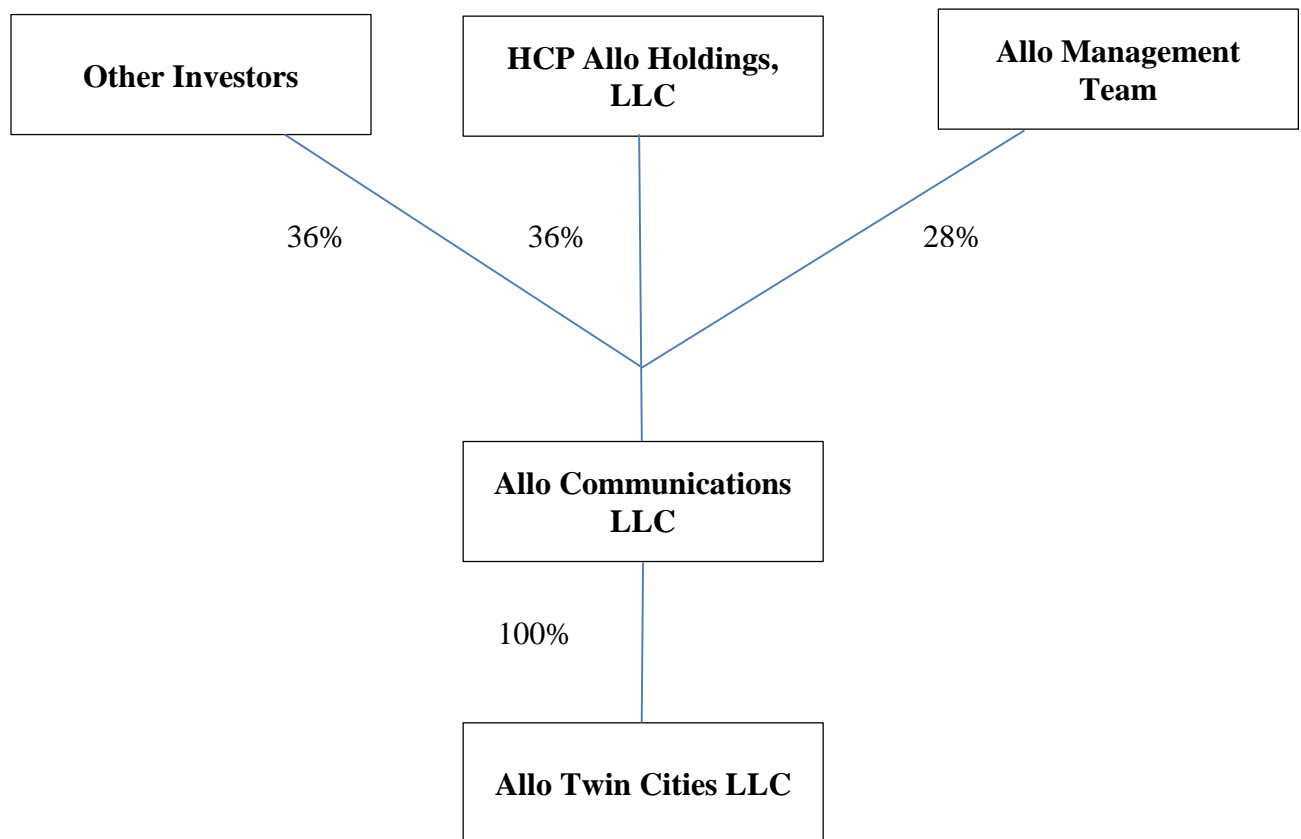 Other Investors
HCP Allo Holdings,
LLC
Allo Management
Team
36%
36%
28%
Allo Communications
LLC
100%
Allo Twin Cities LLC